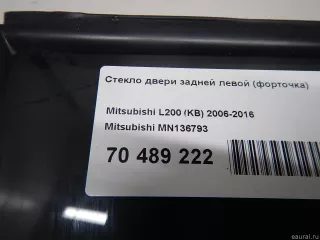 Стекло двери задней левой (форточка)
Mitsubishi L200 (KB) 2006-2016
Mitsubishi MN136793
70 489 222
eaural.ru